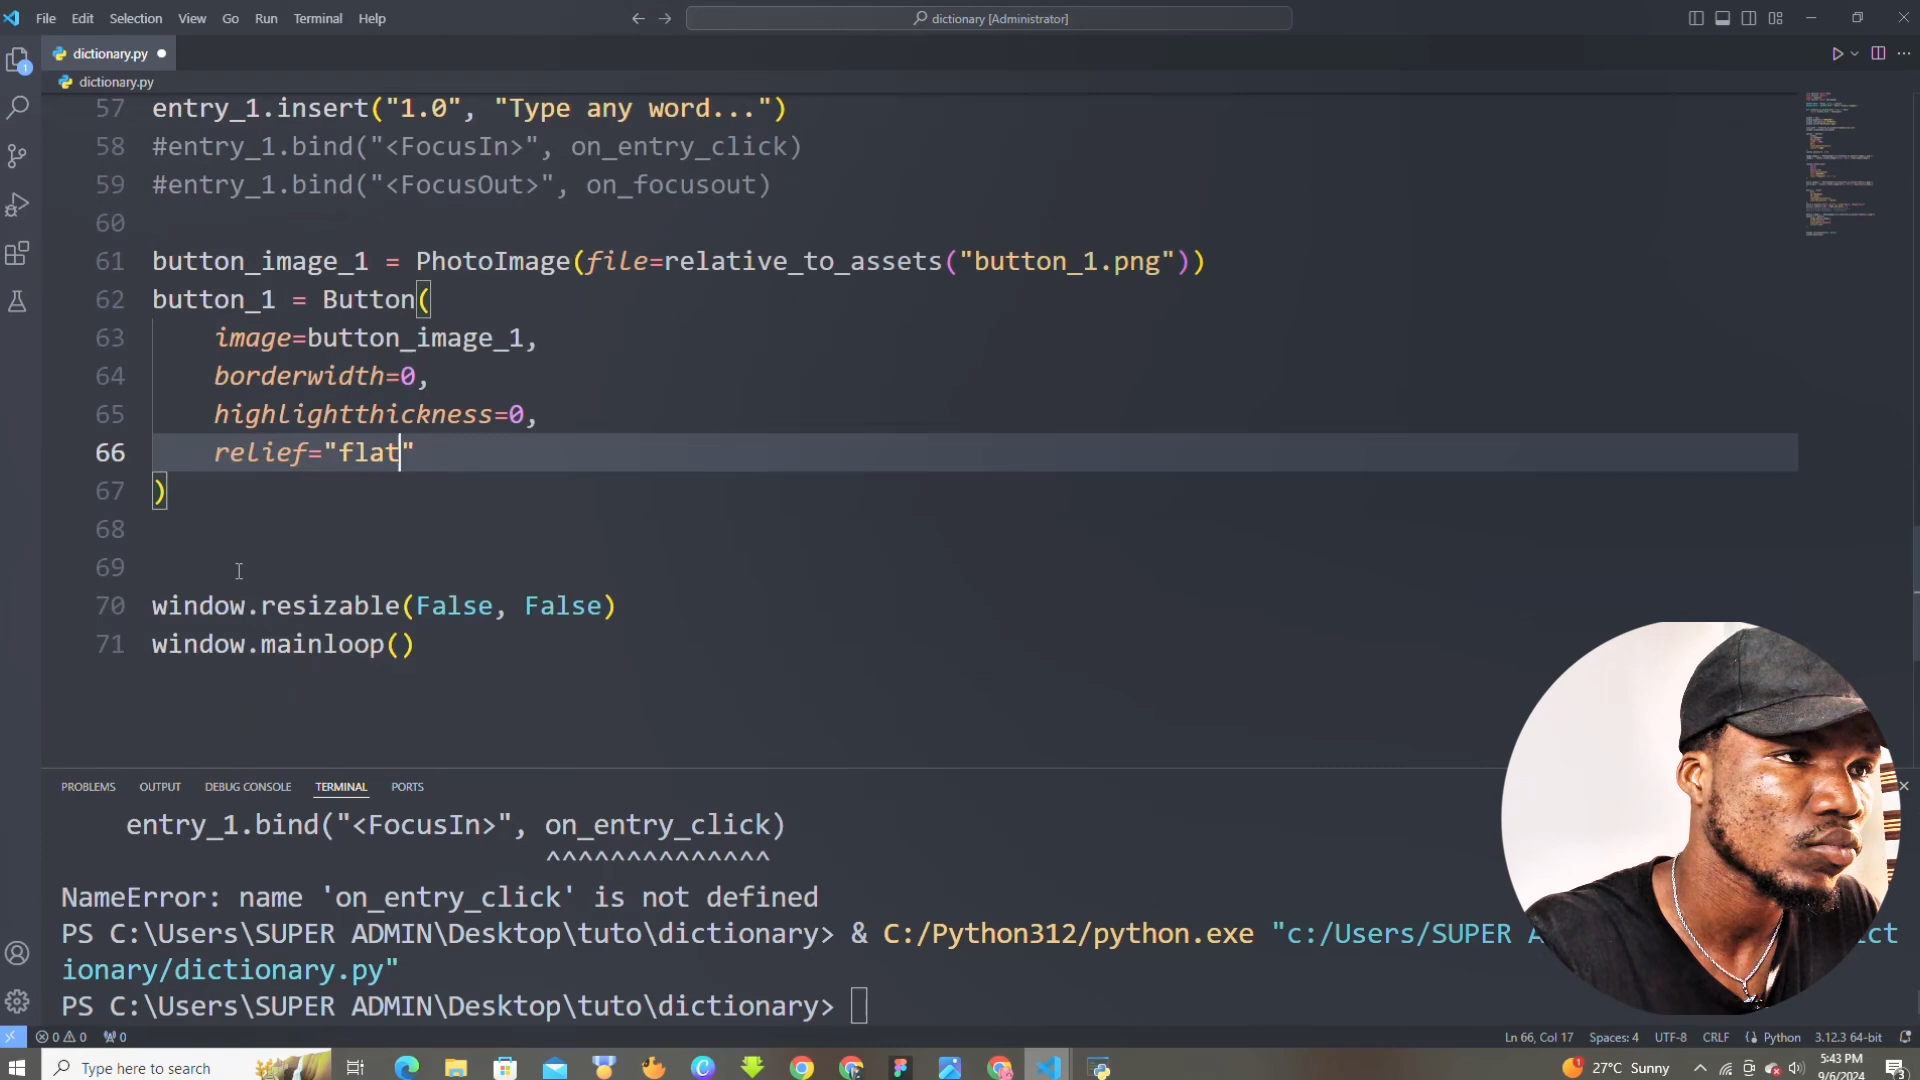 File Edit Selection View Go Run Terminal Help
dictionary [Administrator]
dictionary.py
dictionary.py
57 entry_1.insert("1.0", "Type any word...")
58 #entry_1.bind("<FocusIn>", on_entry_click)
59 #entry_1.bind("<FocusOut>", on_focusout)
60
61 button_image_1 = PhotoImage(file=relative_to_assets("button_1.png"))
62 button_1 = Button(
63 image=button_image_1,
64 borderwidth=0,
65 highlightthickness=0,
66 relief="flat"
67 )
68
69
70 window.resizable(False, False)
71 window.mainloop()
PROBLEMS OUTPUT DEBUG CONSOLE TERMINAL PORTS
entry_1.bind("<FocusIn>", on_entry_click)
^^^^^^^^^^^^^^
NameError: name 'on_entry_click' is not defined
PS C:\Users\SUPER ADMIN\Desktop\tuto\dictionary> & C:/Python312/python.exe "c:/Users/SUPER A ict
ionary/dictionary.py"
PS C:\Users\SUPER ADMIN\Desktop\tuto\dictionary>
0 0 0 Ln 66, Col 17 Spaces: 4 UTF-8 CRLF Python 3.12.3 64-bit
Type here to search 27°C Sunny 5:43 PM
9/6/2024